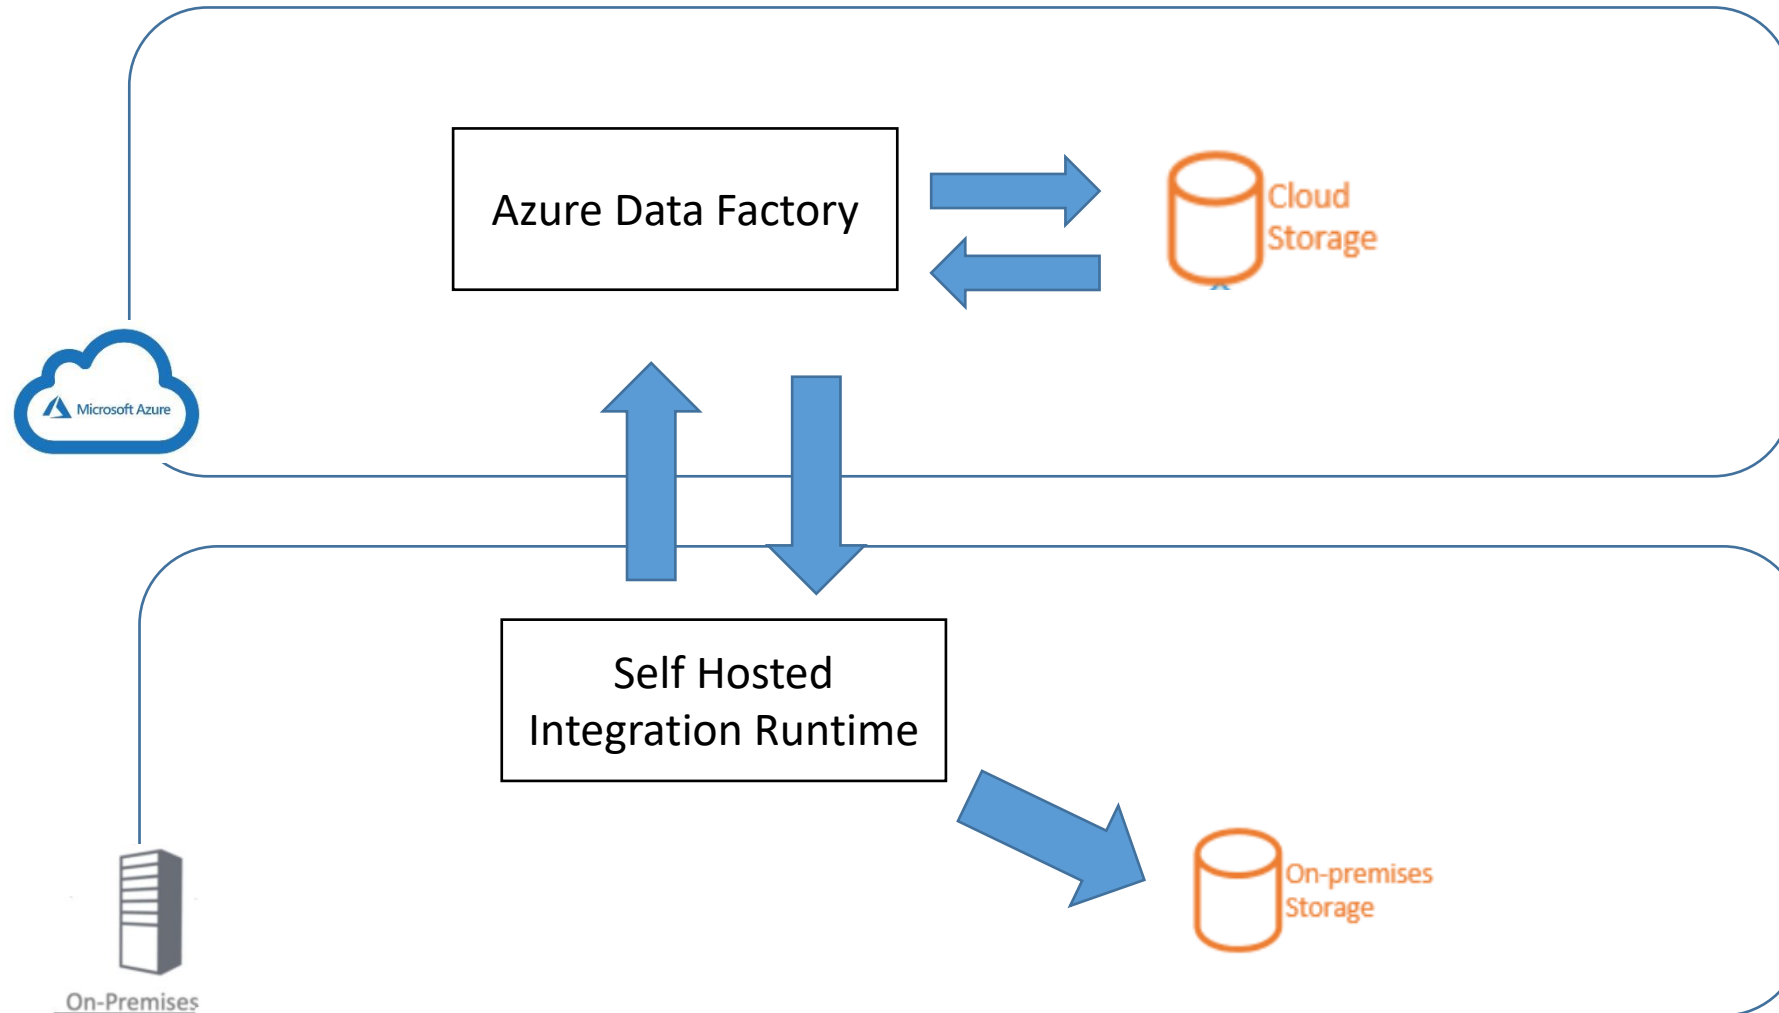 Azure Data Factory
Cloud
Storage
Microsoft Azure
Self Hosted
Integration Runtime
On-premises
Storage
On-Premises